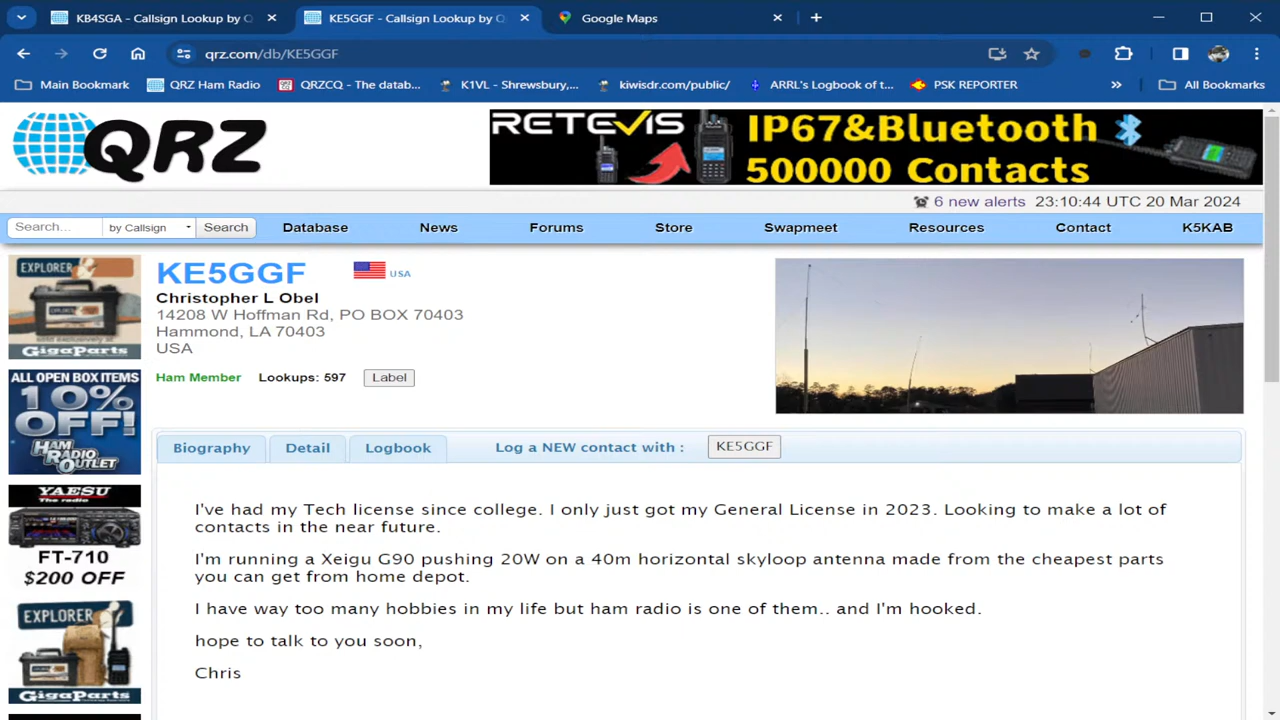 KB4SGA - Callsign Lookup by Q
KE5GGF - Callsign Lookup by Q
Google Maps
qrz.com/db/KE5GGF
Main Bookmark
QRZ Ham Radio
QRZCQ - The datab...
K1VL - Shrewsbury,...
kiwisdr.com/public/
ARRL's Logbook of t...
PSK REPORTER
»
All Bookmarks
QRZ
RETEVIS
IP67&Bluetooth
500000 Contacts
6 new alerts 23:10:44 UTC 20 Mar 2024
Search...
by Callsign
Search
Database
News
Forums
Store
Swapmeet
Resources
Contact
K5KAB
KE5GGF
USA
Christopher L Obel
14208 W Hoffman Rd, PO BOX 70403
Hammond, LA 70403
USA
Ham Member
Lookups: 597
Label
EXPLORER
GigaParts
ALL OPEN BOX ITEMS
10%
OFF!
HAM
RADIO
OUTLET
YAESU
The radio
FT-710
$200 OFF
EXPLORER
GigaParts
Biography
Detail
Logbook
Log a NEW contact with :
KE5GGF
I've had my Tech license since college. I only just got my General License in 2023. Looking to make a lot of
contacts in the near future.
I'm running a Xeigu G90 pushing 20W on a 40m horizontal skyloop antenna made from the cheapest parts
you can get from home depot.
I have way too many hobbies in my life but ham radio is one of them.. and I'm hooked.
hope to talk to you soon,
Chris